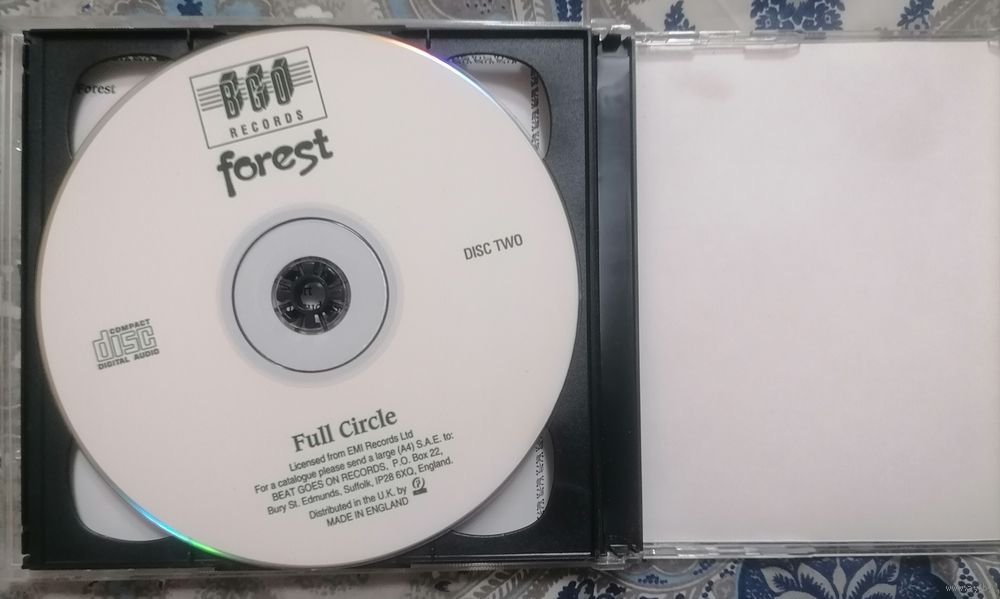 Forest
BGO
RECORDS
forest
DISC TWO
COMPACT
disc
DIGITAL AUDIO
Full Circle
Licensed from EMI Records Ltd
For a catalogue please send a large (A4) S.A.E. to:
BEAT GOES ON RECORDS, P.O. Box 22,
Bury St. Edmunds, Suffolk, IP28 6XQ, England.
Distributed in the U.K. by
MADE IN ENGLAND